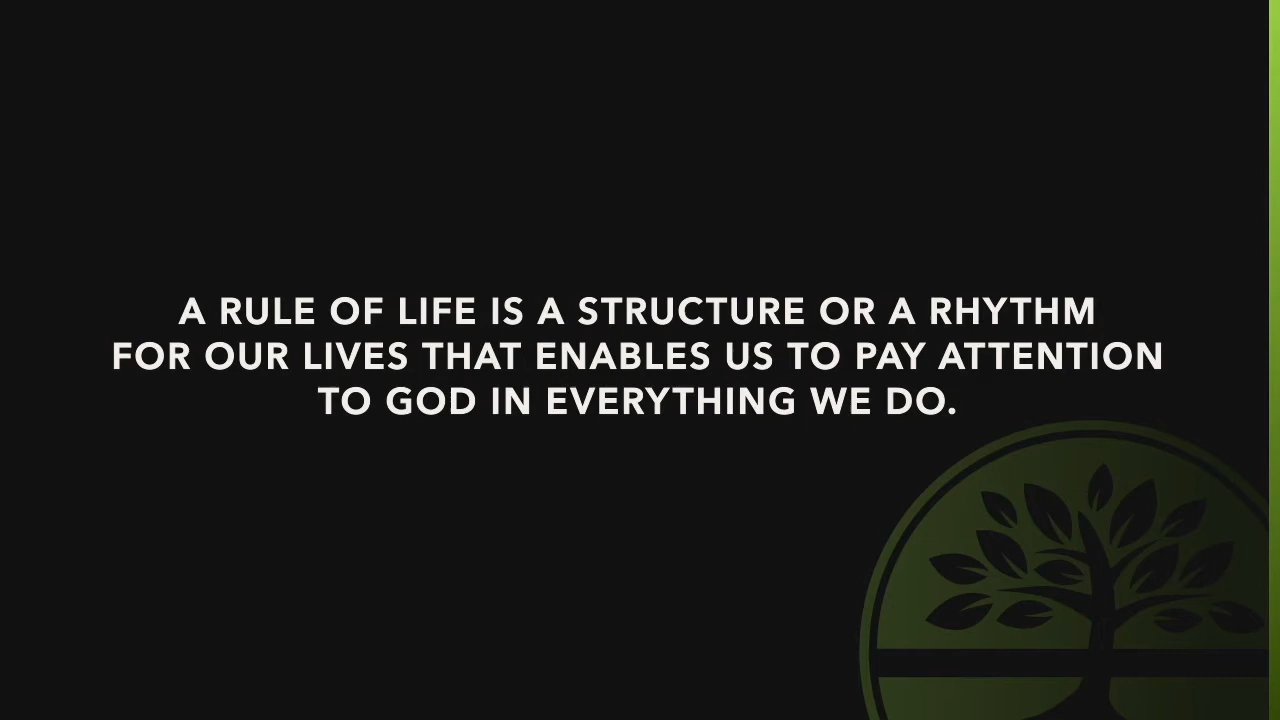 A RULE OF LIFE IS A STRUCTURE OR A RHYTHM
FOR OUR LIVES THAT ENABLES US TO PAY ATTENTION
TO GOD IN EVERYTHING WE DO.